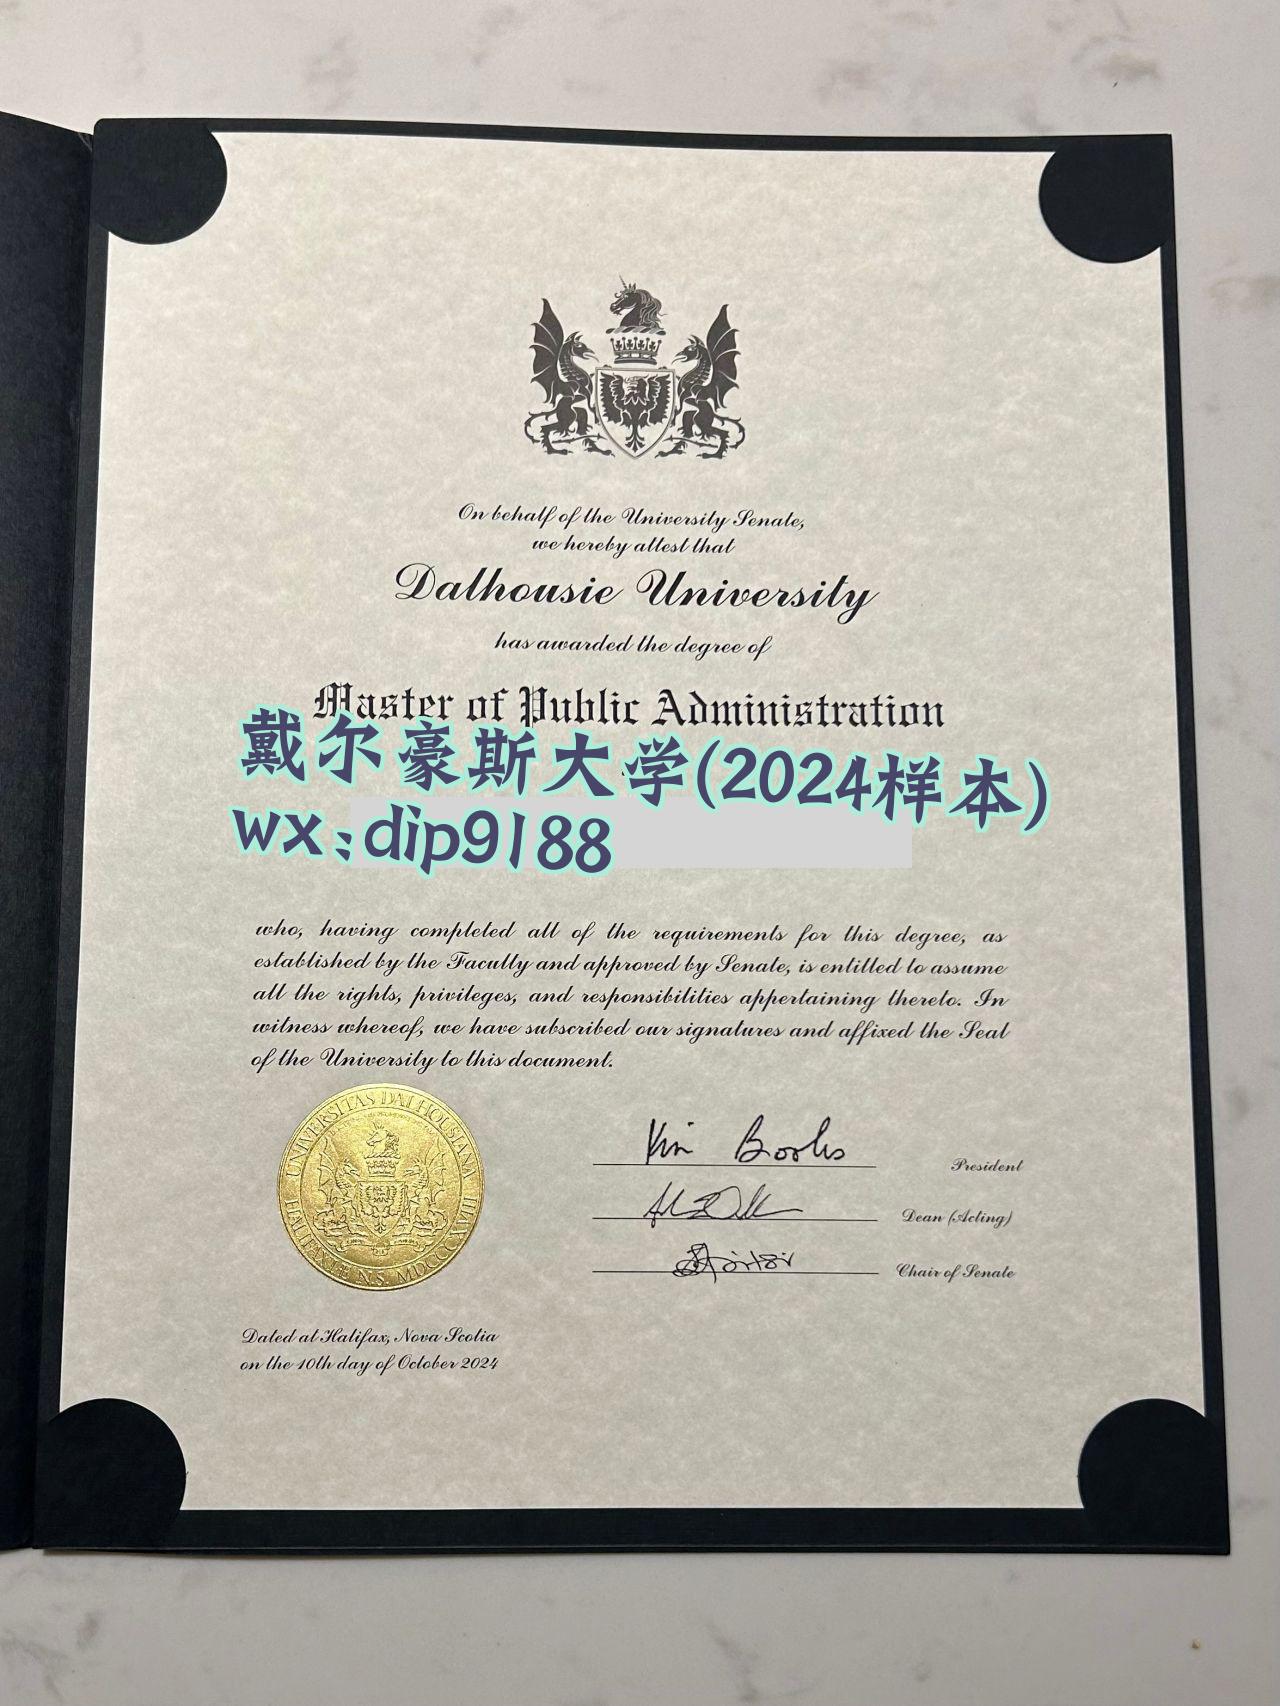 On behalf of the University Senate,
we hereby attest that
Dalhousie University
has awarded the degree of
Master of Public Administration
戴尔豪斯大学(2024样本)
wx:dip9188
who, having completed all of the requirements for this degree, as
established by the Faculty and approved by Senate, is entitled to assume
all the rights, privileges, and responsibilities appertaining thereto. In
witness whereof, we have subscribed our signatures and affixed the Seal
of the University to this document.
UNIVERSITAS DALHOUSIANA
Kim Brooks
President
Dean (Acting)
Chair of Senate
Dated at Halifax, Nova Scotia
on the 10th day of October 2024